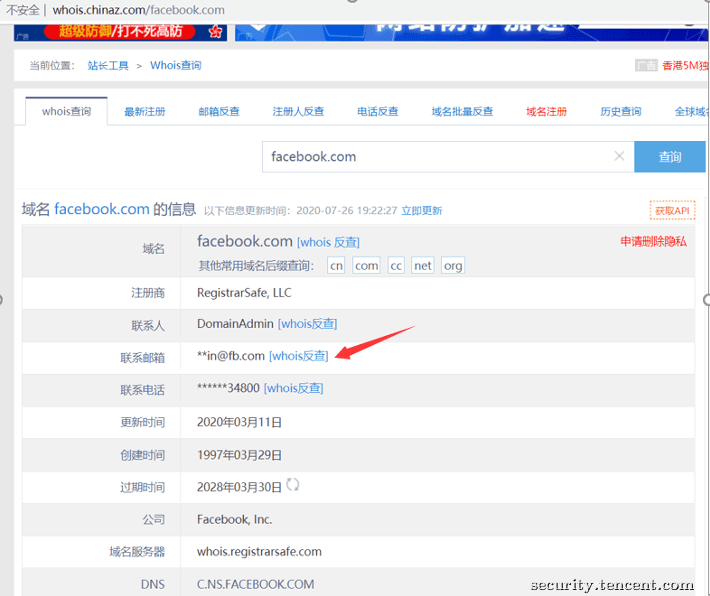 不安全 | whois.chinaz.com/facebook.com
广告 超级防御/打不死高防
广告
当前位置： 站长工具 > Whois查询
广告 香港5M独
whois查询 最新注册 邮箱反查 注册人反查 电话反查 域名批量反查 域名注册 历史查询 全球域名
facebook.com × 查询
域名 facebook.com 的信息 以下信息更新时间：2020-07-26 19:22:27 立即更新 获取API
域名 facebook.com [whois 反查] 申请删除隐私
其他常用域名后缀查询： cn com cc net org
注册商 RegistrarSafe, LLC
联系人 DomainAdmin [whois反查]
联系邮箱 **in@fb.com [whois反查]
联系电话 ******34800 [whois反查]
更新时间 2020年03月11日
创建时间 1997年03月29日
过期时间 2028年03月30日
公司 Facebook, Inc.
域名服务器 whois.registrarsafe.com
DNS C.NS.FACEBOOK.COM
security.tencent.com